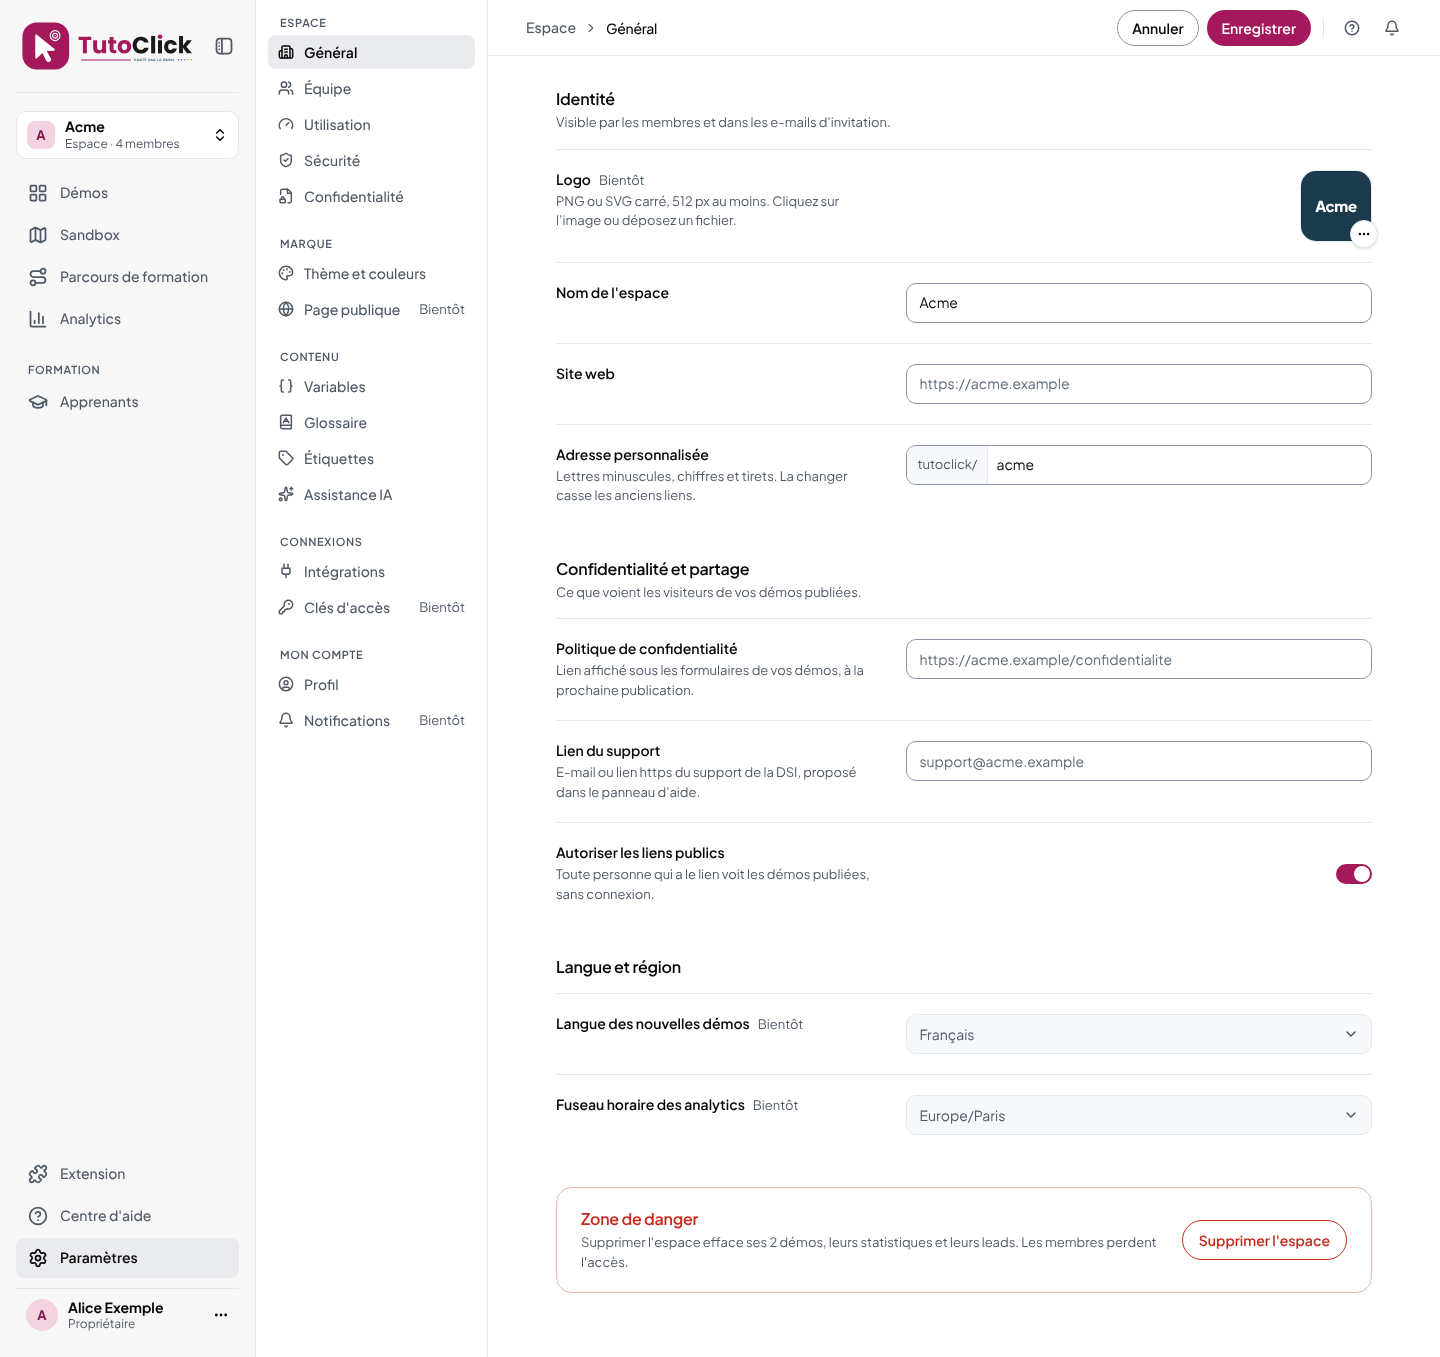 TutoClick
Acme
Espace · 4 membres
Démos
Sandbox
Parcours de formation
Analytics
FORMATION
Apprenants
Extension
Centre d'aide
Paramètres
Alice Exemple
Propriétaire
ESPACE
Général
Équipe
Utilisation
Sécurité
Confidentialité
MARQUE
Thème et couleurs
Page publique Bientôt
CONTENU
Variables
Glossaire
Étiquettes
Assistance IA
CONNEXIONS
Intégrations
Clés d'accès Bientôt
MON COMPTE
Profil
Notifications Bientôt
Espace > Général
Annuler
Enregistrer
Identité
Visible par les membres et dans les e-mails d'invitation.
Logo Bientôt
PNG ou SVG carré, 512 px au moins. Cliquez sur
l'image ou déposez un fichier.
Acme
Nom de l'espace
Acme
Site web
https://acme.example
Adresse personnalisée
Lettres minuscules, chiffres et tirets. La changer
casse les anciens liens.
tutoclick/ acme
Confidentialité et partage
Ce que voient les visiteurs de vos démos publiées.
Politique de confidentialité
Lien affiché sous les formulaires de vos démos, à la
prochaine publication.
https://acme.example/confidentialite
Lien du support
E-mail ou lien https du support de la DSI, proposé
dans le panneau d'aide.
support@acme.example
Autoriser les liens publics
Toute personne qui a le lien voit les démos publiées,
sans connexion.
Langue et région
Langue des nouvelles démos Bientôt
Français
Fuseau horaire des analytics Bientôt
Europe/Paris
Zone de danger
Supprimer l'espace efface ses 2 démos, leurs statistiques et leurs leads. Les membres perdent
l'accès.
Supprimer l'espace
A
A